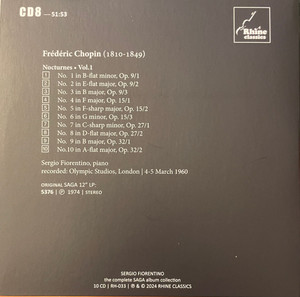 CD8 —51:53
Rhine
classics
Frédéric Chopin (1810-1849)
Nocturnes • Vol.1
1 No. 1 in B-flat minor, Op. 9/1
2 No. 2 in E-flat major, Op. 9/2
3 No. 3 in B major, Op. 9/3
4 No. 4 in F major, Op. 15/1
5 No. 5 in F-sharp major, Op. 15/2
6 No. 6 in G minor, Op. 15/3
7 No. 7 in C-sharp minor, Op. 27/1
8 No. 8 in D-flat major, Op. 27/2
9 No. 9 in B major, Op. 32/1
10 No.10 in A-flat major, Op. 32/2
Sergio Fiorentino, piano
recorded: Olympic Studios, London | 4-5 March 1960
ORIGINAL SAGA 12" LP:
5376 | ℗ 1974 | STEREO
SERGIO FIORENTINO
the complete SAGA album collection
10 CD | RH-033 | ℗ & © 2024 RHINE CLASSICS